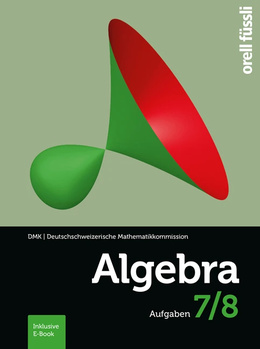 orell füssli
DMK | Deutschschweizerische Mathematikkommission
Algebra
Aufgaben 7/8
Inklusive
E-Book